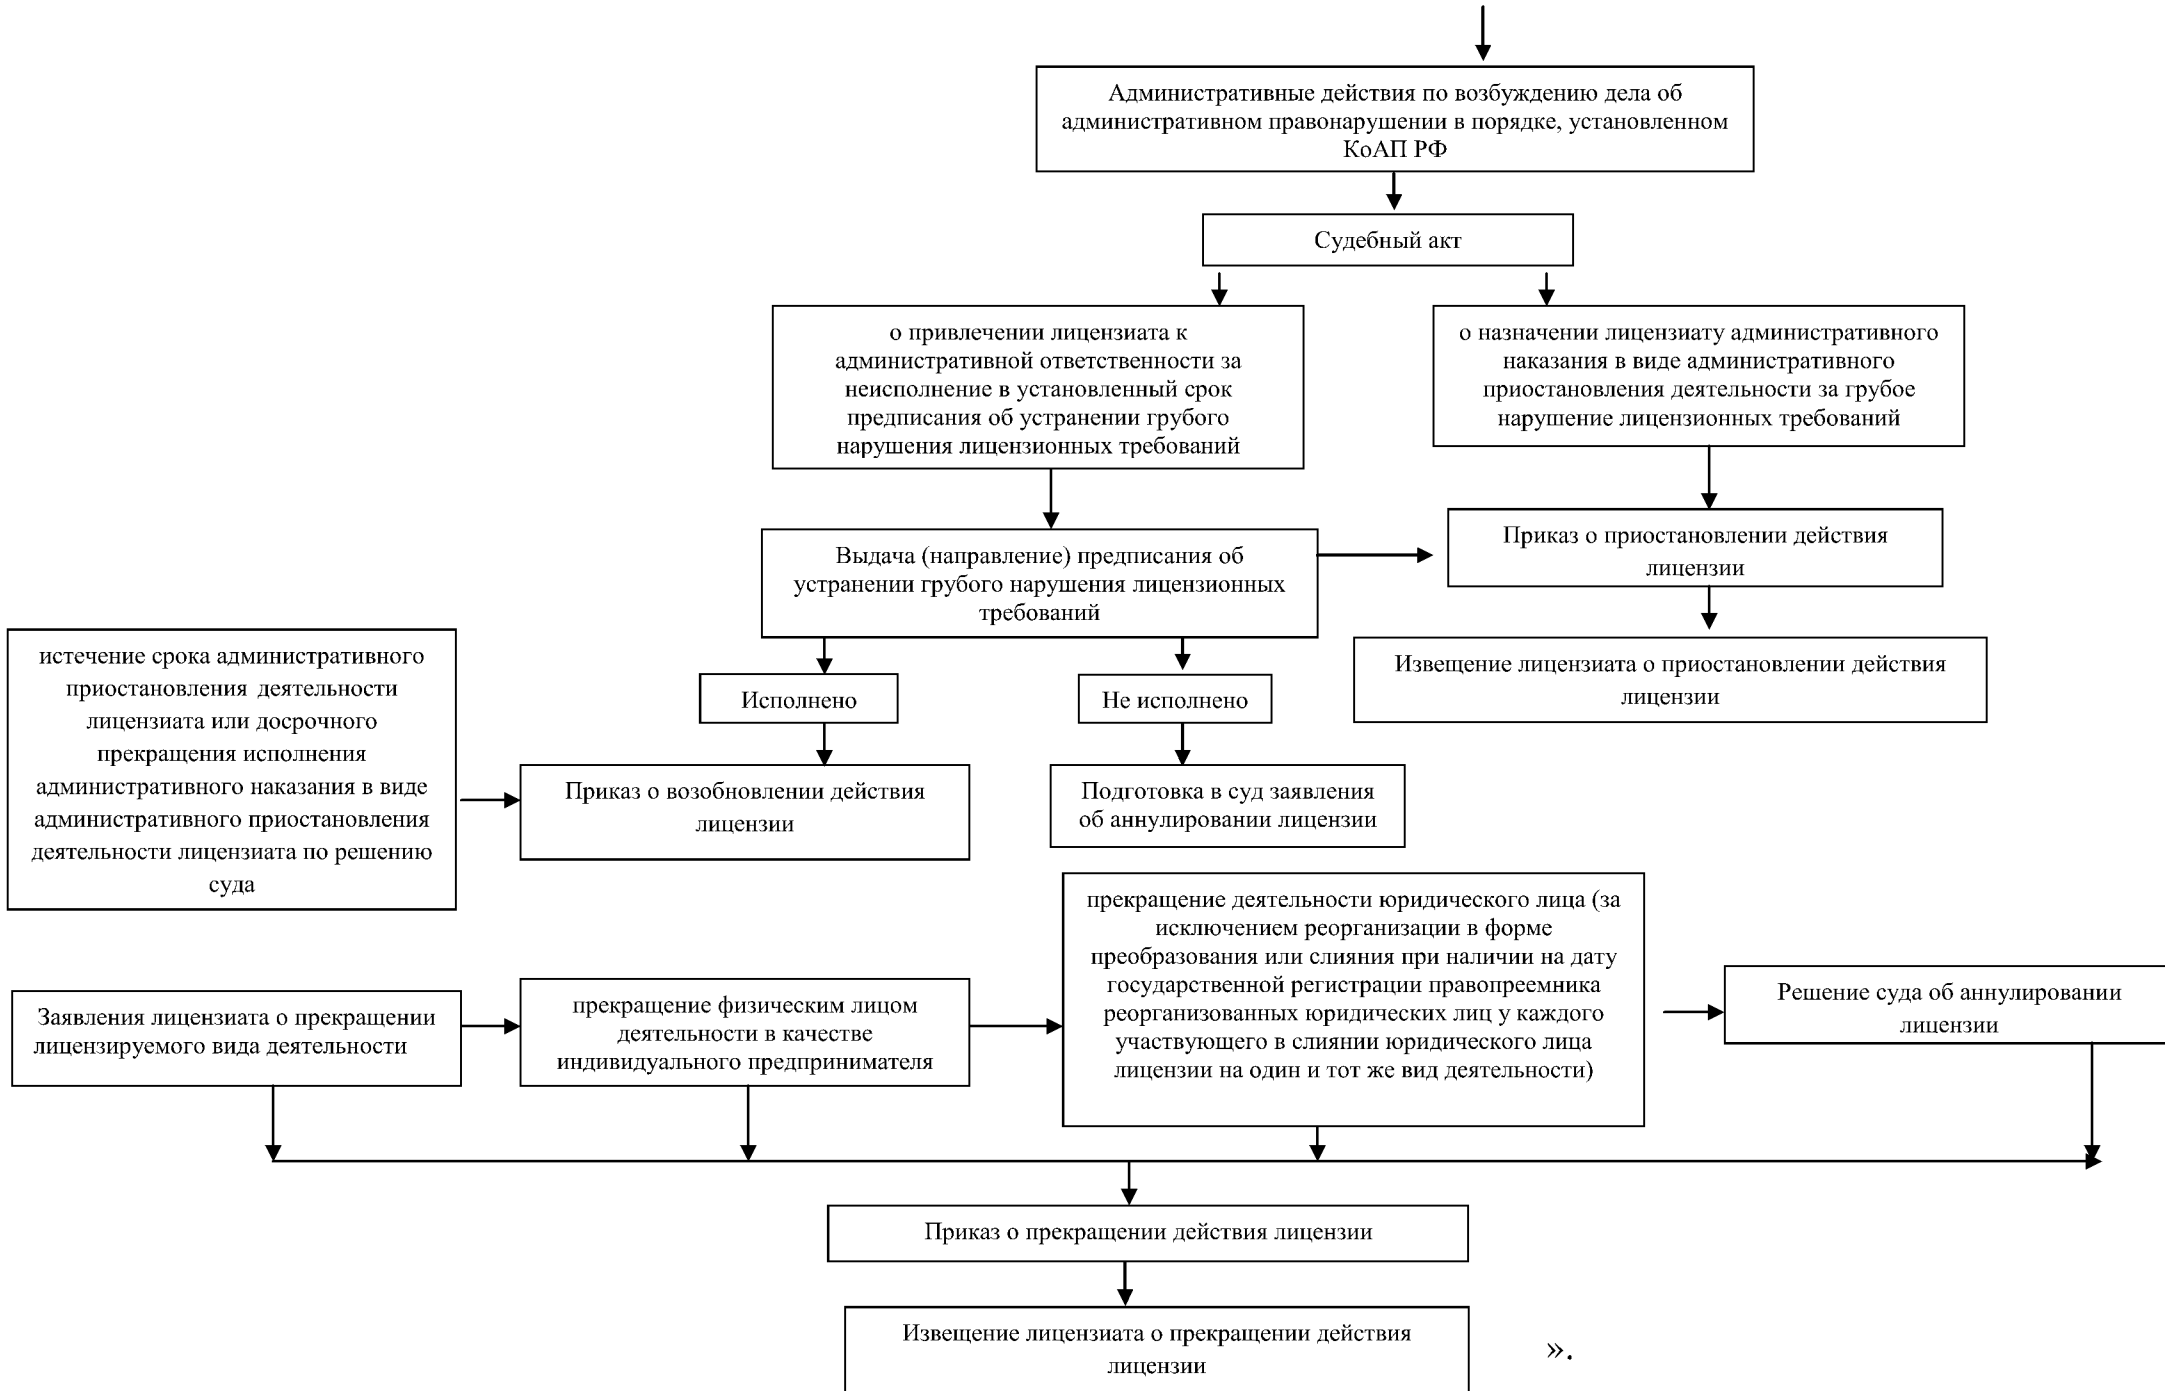 Административные действия по возбуждению дела об
административном правонарушении в порядке, установленном
КоАП РФ
Судебный акт
о привлечении лицензиата к
административной ответственности за
неисполнение в установленный срок
предписания об устранении грубого
нарушения лицензионных требований
о назначении лицензиату административного
наказания в виде административного
приостановления деятельности за грубое
нарушение лицензионных требований
Выдача (направление) предписания об
устранении грубого нарушения лицензионных
требований
Приказ о приостановлении действия
лицензии
Извещение лицензиата о приостановлении действия
лицензии
истечение срока административного
приостановления деятельности
лицензиата или досрочного
прекращения исполнения
административного наказания в виде
административного приостановления
деятельности лицензиата по решению
суда
Исполнено
Не исполнено
Приказ о возобновлении действия
лицензии
Подготовка в суд заявления
об аннулировании лицензии
Заявления лицензиата о прекращении
лицензируемого вида деятельности
прекращение физическим лицом
деятельности в качестве
индивидуального предпринимателя
прекращение деятельности юридического лица (за
исключением реорганизации в форме
преобразования или слияния при наличии на дату
государственной регистрации правопреемника
реорганизованных юридических лиц у каждого
участвующего в слиянии юридического лица
лицензии на один и тот же вид деятельности)
Решение суда об аннулировании
лицензии
Приказ о прекращении действия лицензии
Извещение лицензиата о прекращении действия
лицензии
».